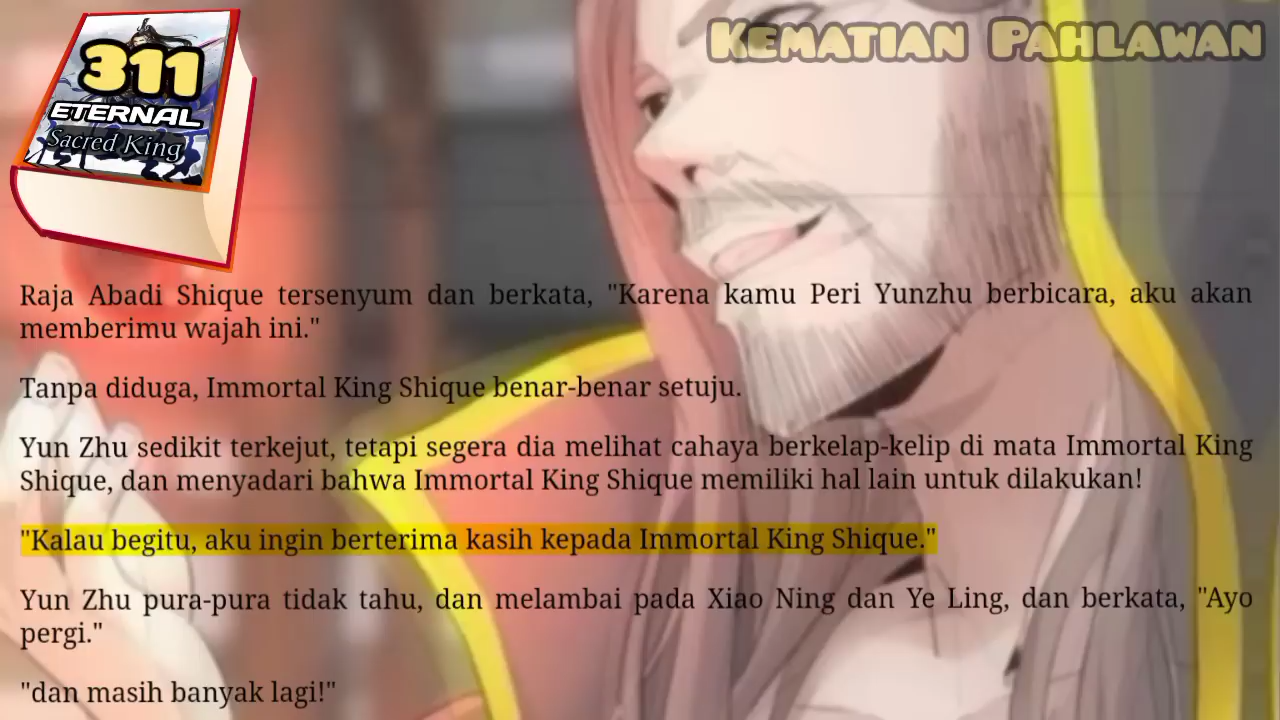 Kematian Pahlawan
311
ETERNAL
Sacred King
Raja Abadi Shique tersenyum dan berkata, "Karena kamu Peri Yunzhu berbicara, aku akan
memberimu wajah ini."
Tanpa diduga, Immortal King Shique benar-benar setuju.
Yun Zhu sedikit terkejut, tetapi segera dia melihat cahaya berkelap-kelip di mata Immortal King
Shique, dan menyadari bahwa Immortal King Shique memiliki hal lain untuk dilakukan!
"Kalau begitu, aku ingin berterima kasih kepada Immortal King Shique."
Yun Zhu pura-pura tidak tahu, dan melambai pada Xiao Ning dan Ye Ling, dan berkata, "Ayo
pergi."
"dan masih banyak lagi!"